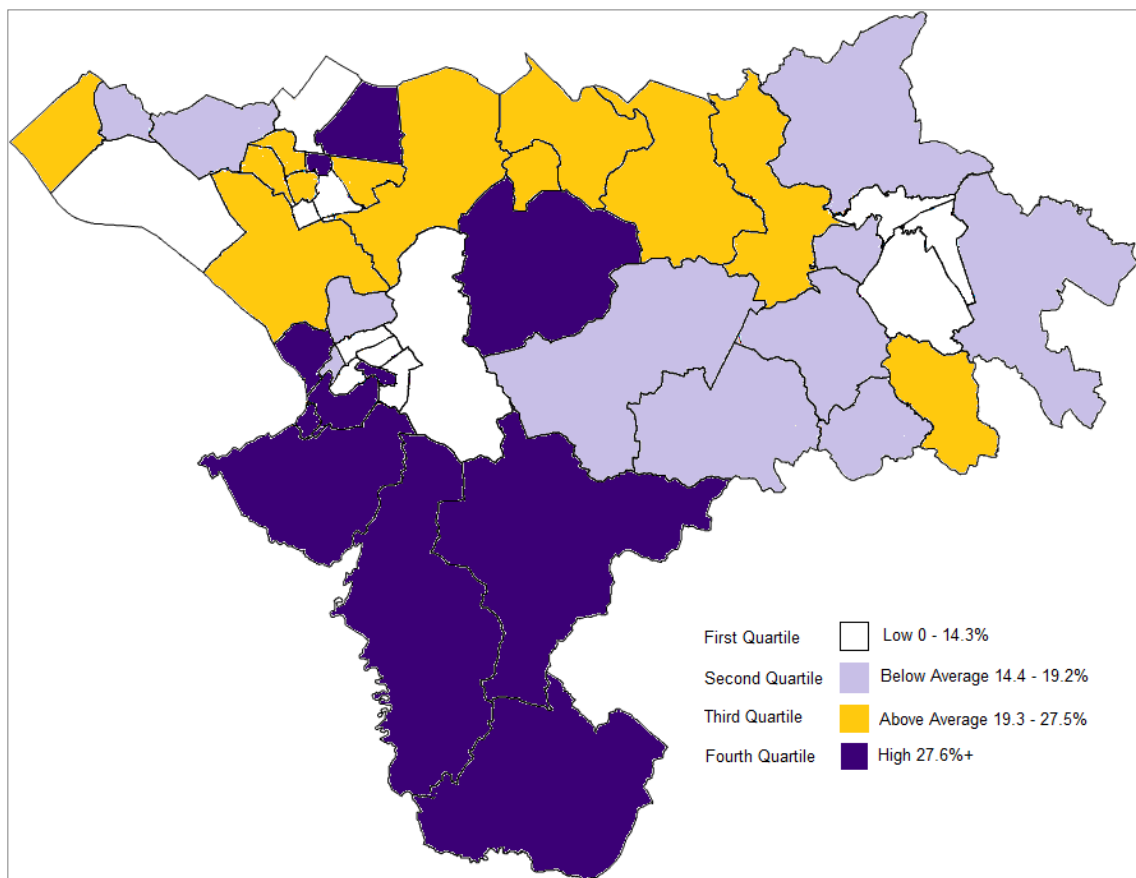 First Quartile Low 0 - 14.3%
Second Quartile Below Average 14.4 - 19.2%
Third Quartile Above Average 19.3 - 27.5%
Fourth Quartile High 27.6%+